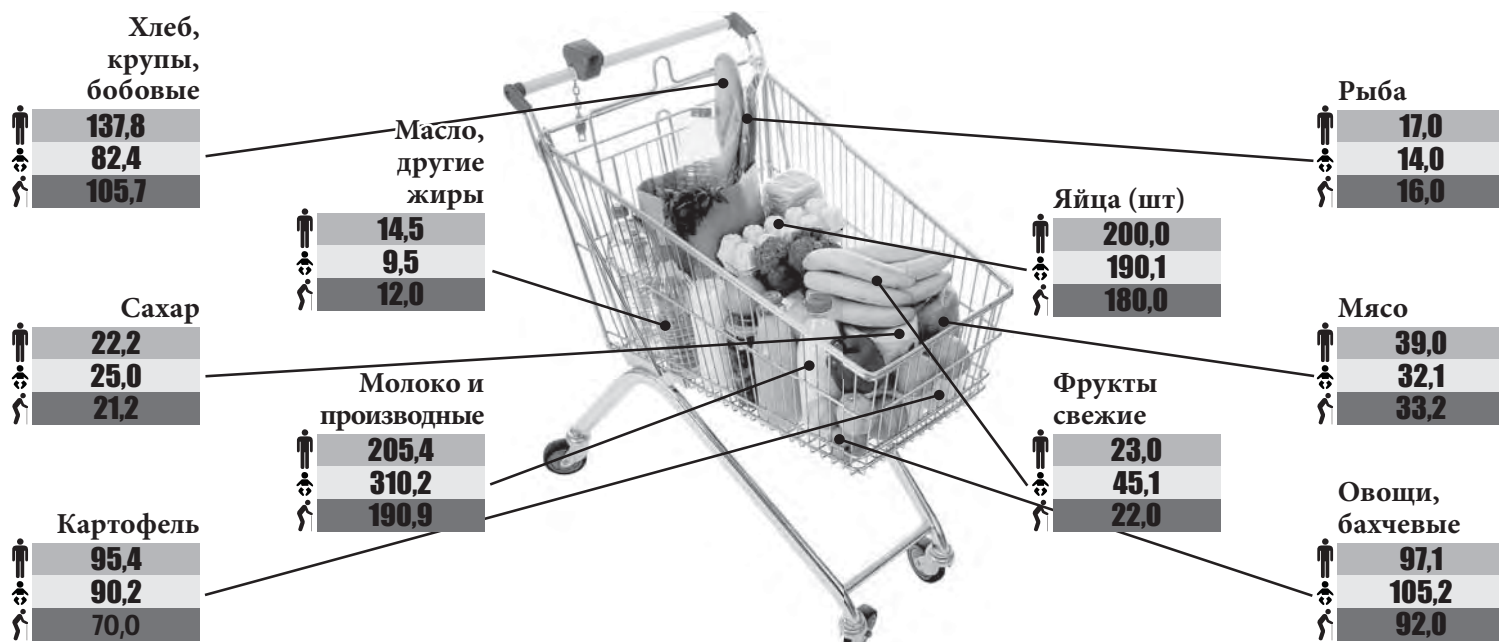 Хлеб,
крупы,
бобовые
137,8
82,4
105,7
Масло,
другие
жиры
14,5
9,5
12,0
Сахар
22,2
25,0
21,2
Молоко и
производные
205,4
310,2
190,9
Картофель
95,4
90,2
70,0
Рыба
17,0
14,0
16,0
Яйца (шт)
200,0
190,1
180,0
Мясо
39,0
32,1
33,2
Фрукты
свежие
23,0
45,1
22,0
Овощи,
бахчевые
97,1
105,2
92,0